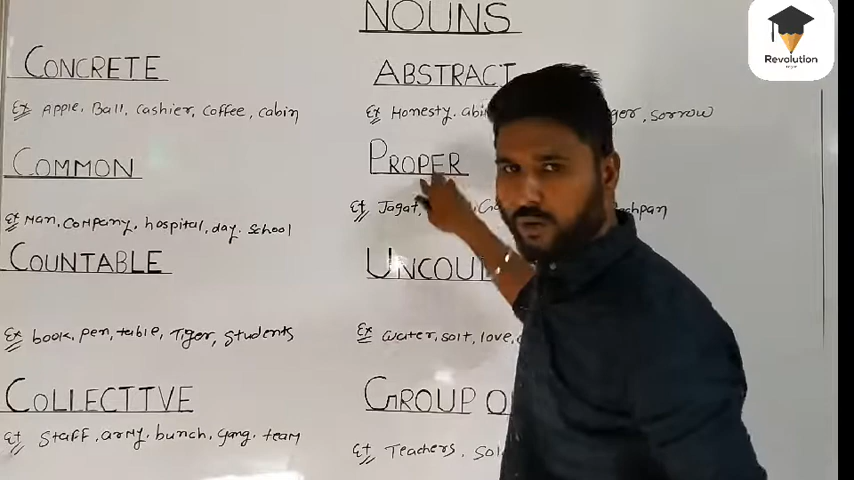 NOUNS
CONCRETE
Ex Apple, Ball, Cashier, Coffee, cabin
ABSTRACT
Ex Honesty, sorrow
COMMON
Ex Man, Company, hospital, day, School
PROPER
Ex Jagat,
COUNTABLE
Ex book, pen, table, Tiger, Students
Ex water, salt, love,
COLLECTIVE
Ex Staff, army, bunch, gang, team
GROUP
Ex Teachers,
Revolution